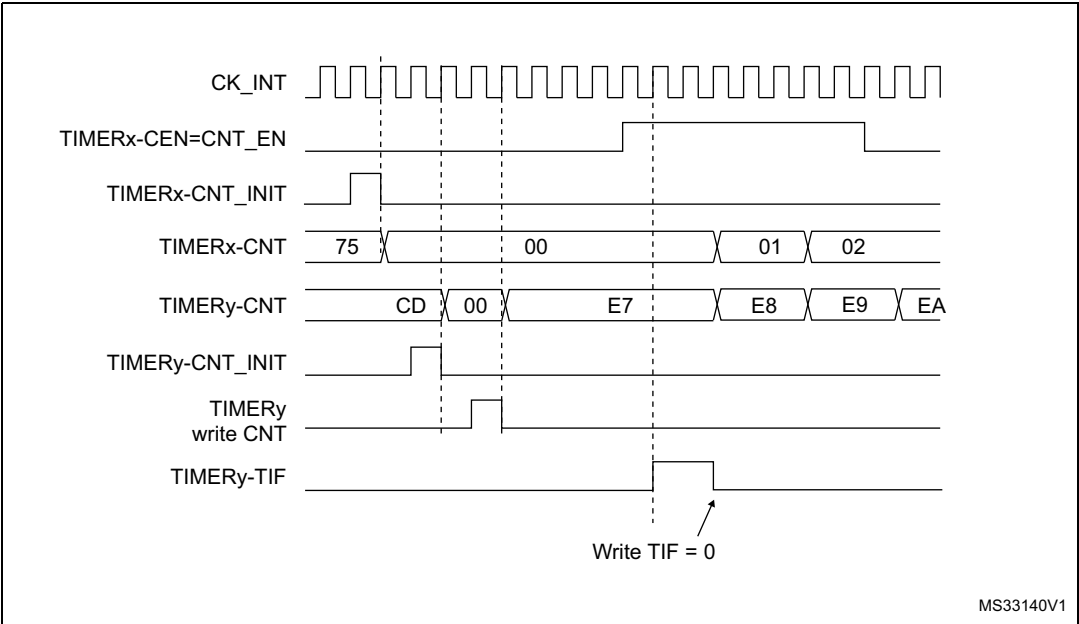 CK_INT
TIMERx-CEN=CNT_EN
TIMERx-CNT_INIT
TIMERx-CNT 75 00 01 02
TIMERy-CNT CD 00 E7 E8 E9 EA
TIMERy-CNT_INIT
TIMERy
write CNT
TIMERy-TIF
Write TIF = 0
MS33140V1